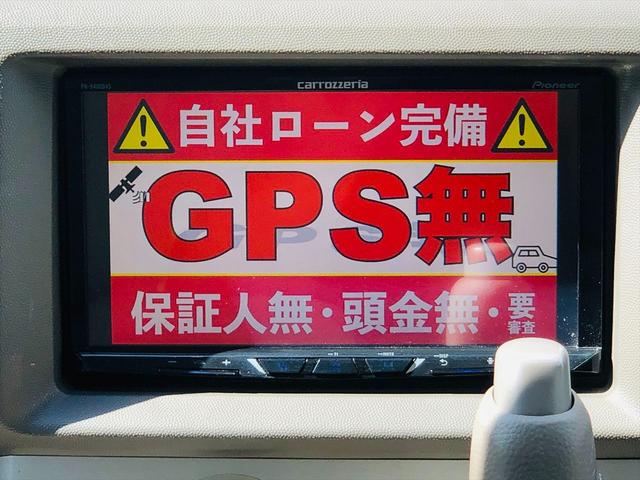 carrozzeria
Pioneer
自社ローン完備
GPS無
保証人無・頭金無・要審査